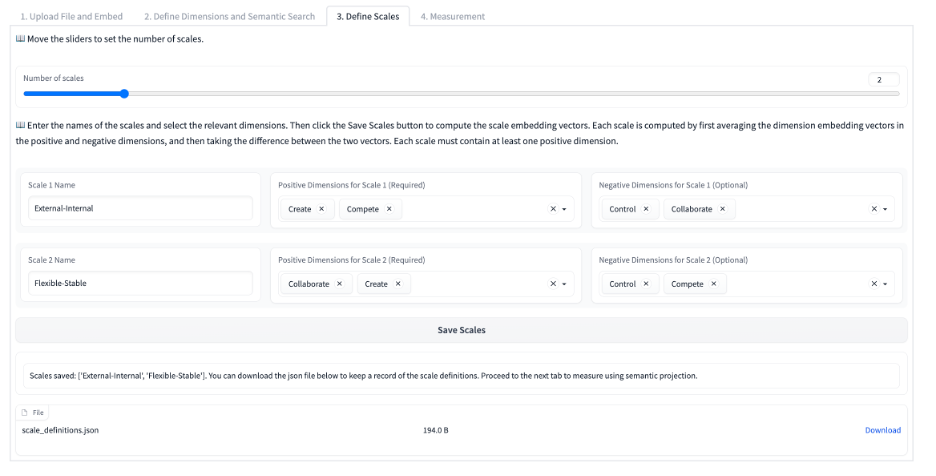 1. Upload File and Embed 2. Define Dimensions and Semantic Search 3. Define Scales 4. Measurement
📖 Move the sliders to set the number of scales.
Number of scales 2
📖 Enter the names of the scales and select the relevant dimensions. Then click the Save Scales button to compute the scale embedding vectors. Each scale is computed by first averaging the dimension embedding vectors in
the positive and negative dimensions, and then taking the difference between the two vectors. Each scale must contain at least one positive dimension.
Scale 1 Name Positive Dimensions for Scale 1 (Required) Negative Dimensions for Scale 1 (Optional)
External-Internal Create × Compete × × Control × Collaborate × ×
Scale 2 Name Positive Dimensions for Scale 2 (Required) Negative Dimensions for Scale 2 (Optional)
Flexible-Stable Collaborate × Create × × Control × Compete × ×
Save Scales
Scales saved: ['External-Internal', 'Flexible-Stable']. You can download the json file below to keep a record of the scale definitions. Proceed to the next tab to measure using semantic projection.
File
scale_definitions.json 194.0 B Download